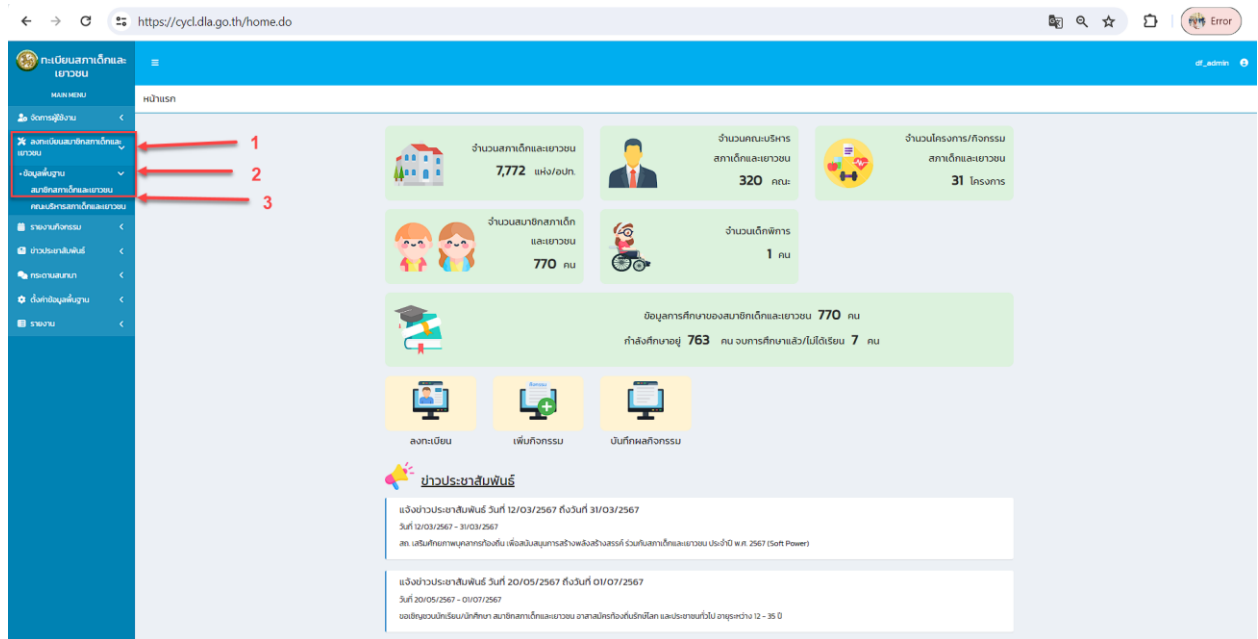 https://cycl.dla.go.th/home.do
Error
ทะเบียนสภาเด็กและ
เยาวชน
df_admin
MAIN MENU
หน้าแรก
จัดการผู้ใช้งาน
ลงทะเบียนสมาชิกสภาเด็กและ
เยาวชน
1
ข้อมูลพื้นฐาน
2
สมาชิกสภาเด็กและเยาวชน
3
คณะบริหารสภาเด็กและเยาวชน
รายงานกิจกรรม
ข่าวประชาสัมพันธ์
กระดานสนทนา
ตั้งค่าข้อมูลพื้นฐาน
รายงาน
จำนวนสภาเด็กและเยาวชน
7,772 แห่ง/อปท.
จำนวนคณะบริหาร
สภาเด็กและเยาวชน
320 คณะ
จำนวนโครงการ/กิจกรรม
สภาเด็กและเยาวชน
31 โครงการ
จำนวนสมาชิกสภาเด็ก
และเยาวชน
770 คน
จำนวนเด็กพิการ
1 คน
ข้อมูลการศึกษาของสมาชิกเด็กและเยาวชน 770 คน
กำลังศึกษาอยู่ 763 คน จบการศึกษาแล้ว/ไม่ได้เรียน 7 คน
ลงทะเบียน
กิจกรรม
เพิ่มกิจกรรม
บันทึกผลกิจกรรม
ข่าวประชาสัมพันธ์
แจ้งข่าวประชาสัมพันธ์ วันที่ 12/03/2567 ถึงวันที่ 31/03/2567
วันที่ 12/03/2567 - 31/03/2567
สถ. เสริมศักยภาพบุคลากรท้องถิ่น เพื่อสนับสนุนการสร้างพลังสร้างสรรค์ ร่วมกับสภาเด็กและเยาวชน ประจำปี พ.ศ. 2567 (Soft Power)
แจ้งข่าวประชาสัมพันธ์ วันที่ 20/05/2567 ถึงวันที่ 01/07/2567
วันที่ 20/05/2567 - 01/07/2567
ขอเชิญชวนนักเรียน/นักศึกษา สมาชิกสภาเด็กและเยาวชน อาสาสมัครท้องถิ่นรักษ์โลก และประชาชนทั่วไป อายุระหว่าง 12 - 35 ปี